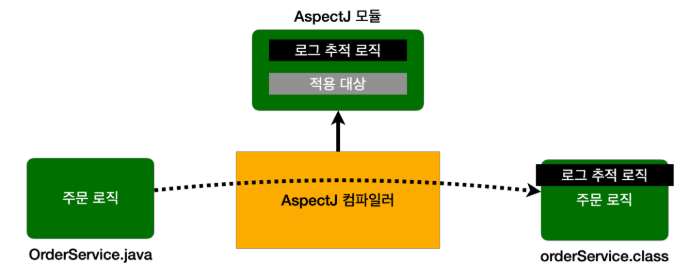 AspectJ 모듈
로그 추적 로직
적용 대상
주문 로직
OrderService.java
AspectJ 컴파일러
로그 추적 로직
주문 로직
orderService.class